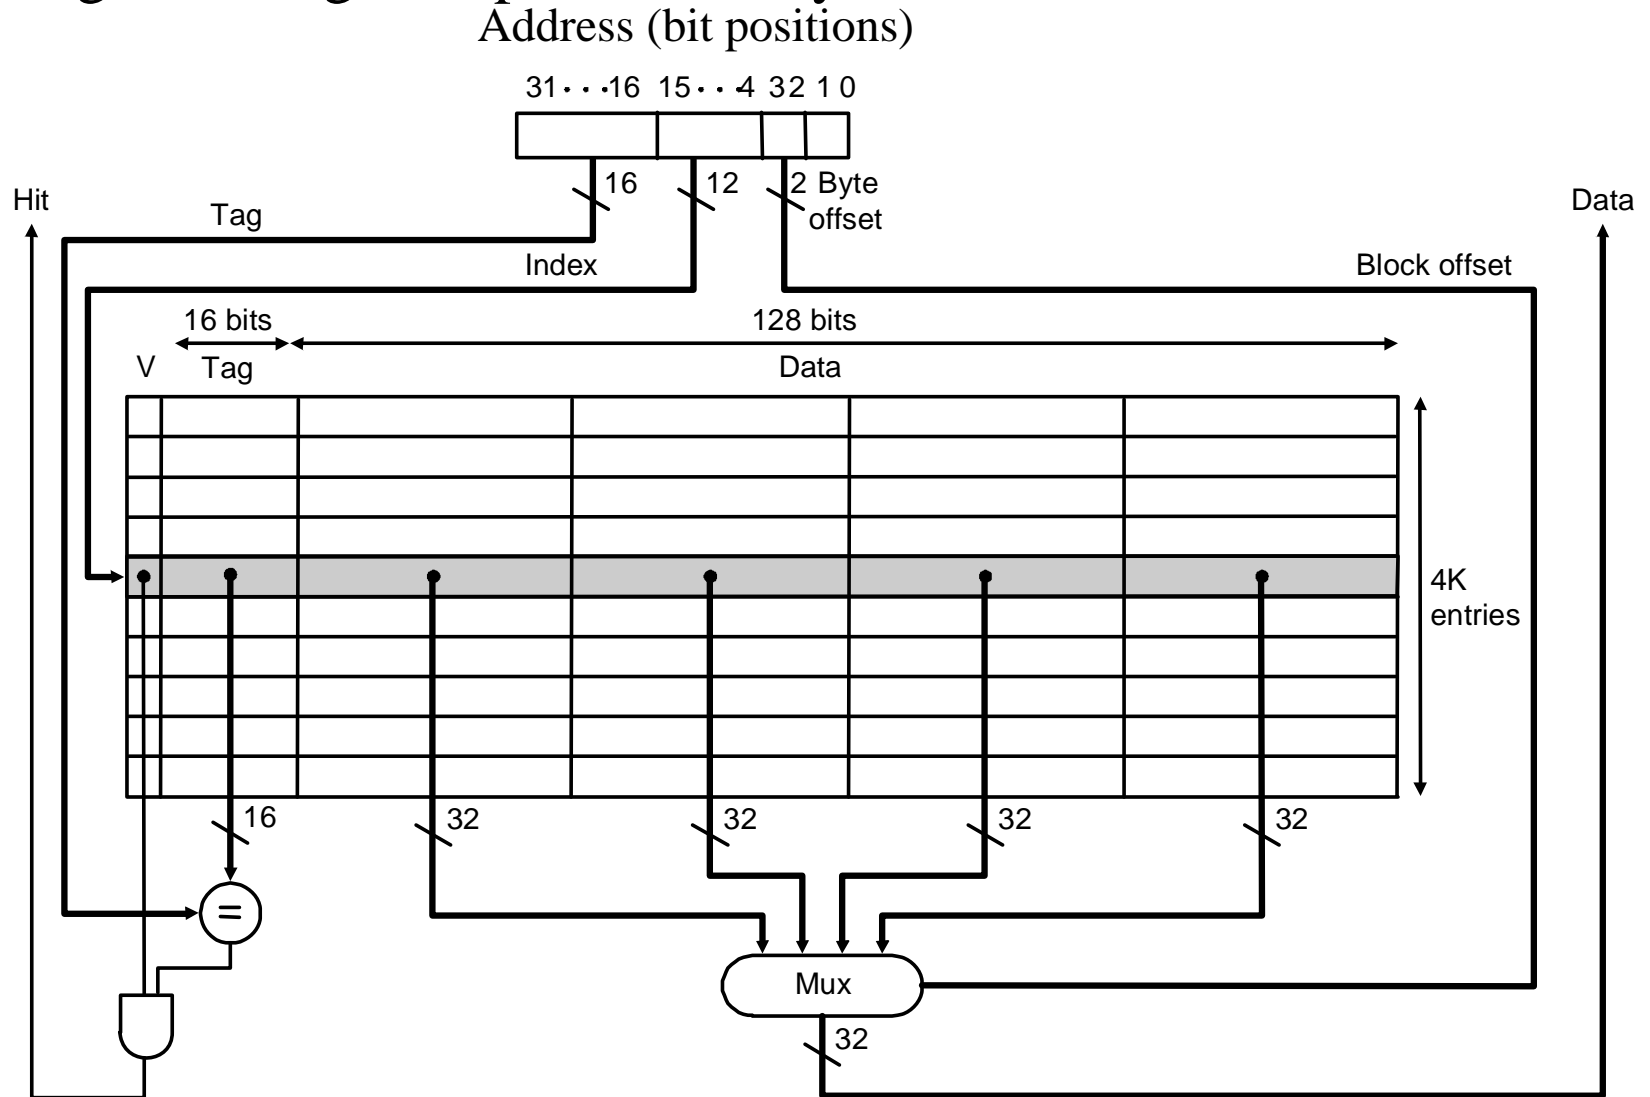 Address (bit positions)
31 · · · 16 15 · · · 4 3 2 1 0
16 12 2 Byte
offset
Hit
Data
Tag
Index
Block offset
16 bits
128 bits
V
Tag
Data
4K
entries
16 32 32 32 32
=
Mux
32